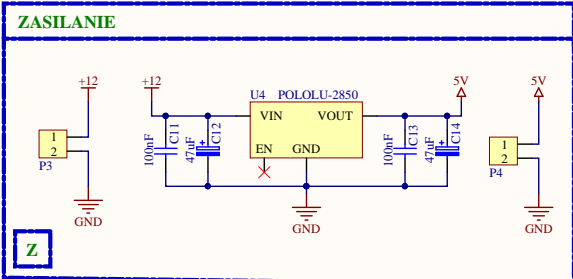 ZASILANIE
+12
1
2
P3
GND
+12
C11
100nF
C12
47uF
+
U4 POLOLU-2850
VIN VOUT
EN GND
GND
C13
100nF
C14
47uF
+
5V
5V
1
2
P4
GND
Z